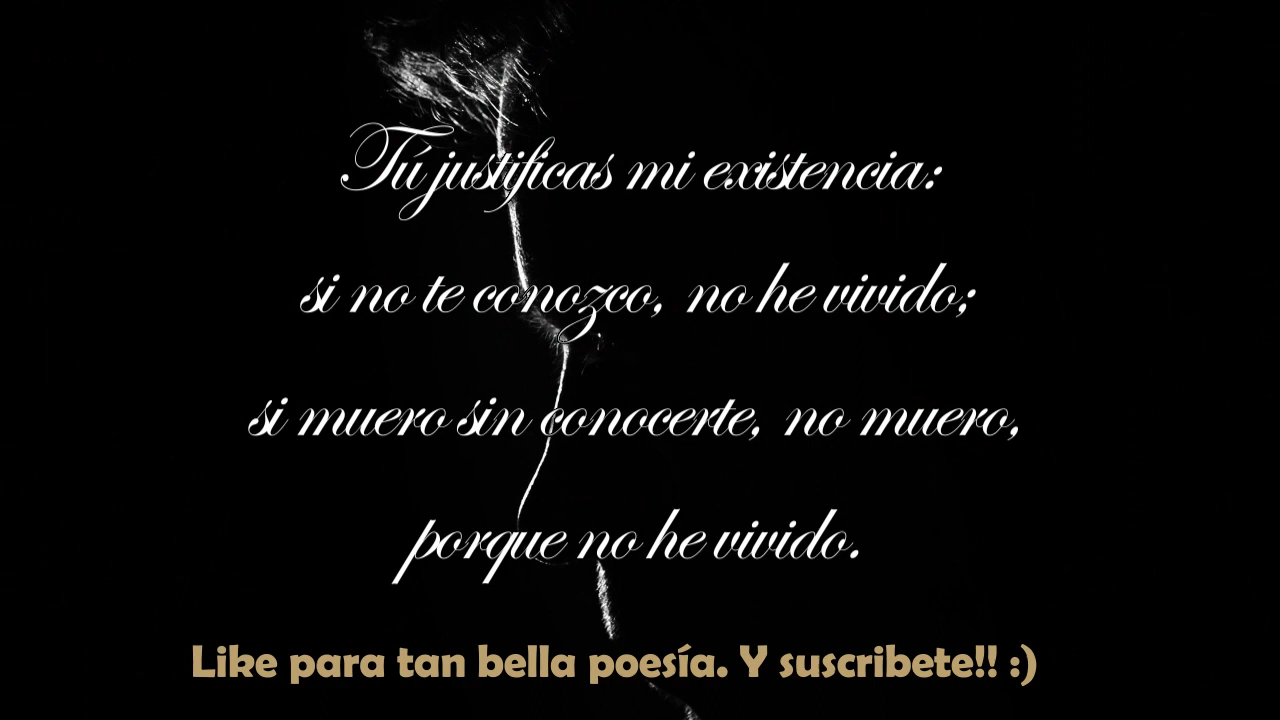 Tú justificas mi existencia:
si no te conozco, no he vivido;
si muero sin conocerte, no muero,
porque no he vivido.
Like para tan bella poesía. Y suscribete!! :)